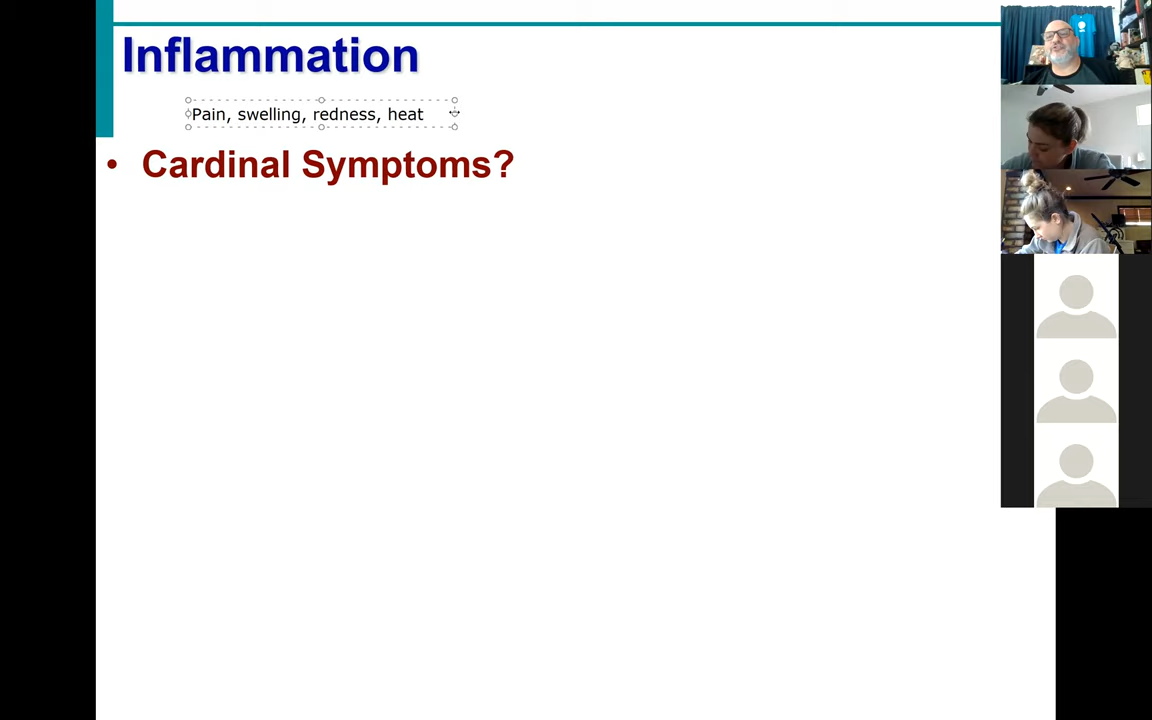 Inflammation
Pain, swelling, redness, heat
• Cardinal Symptoms?